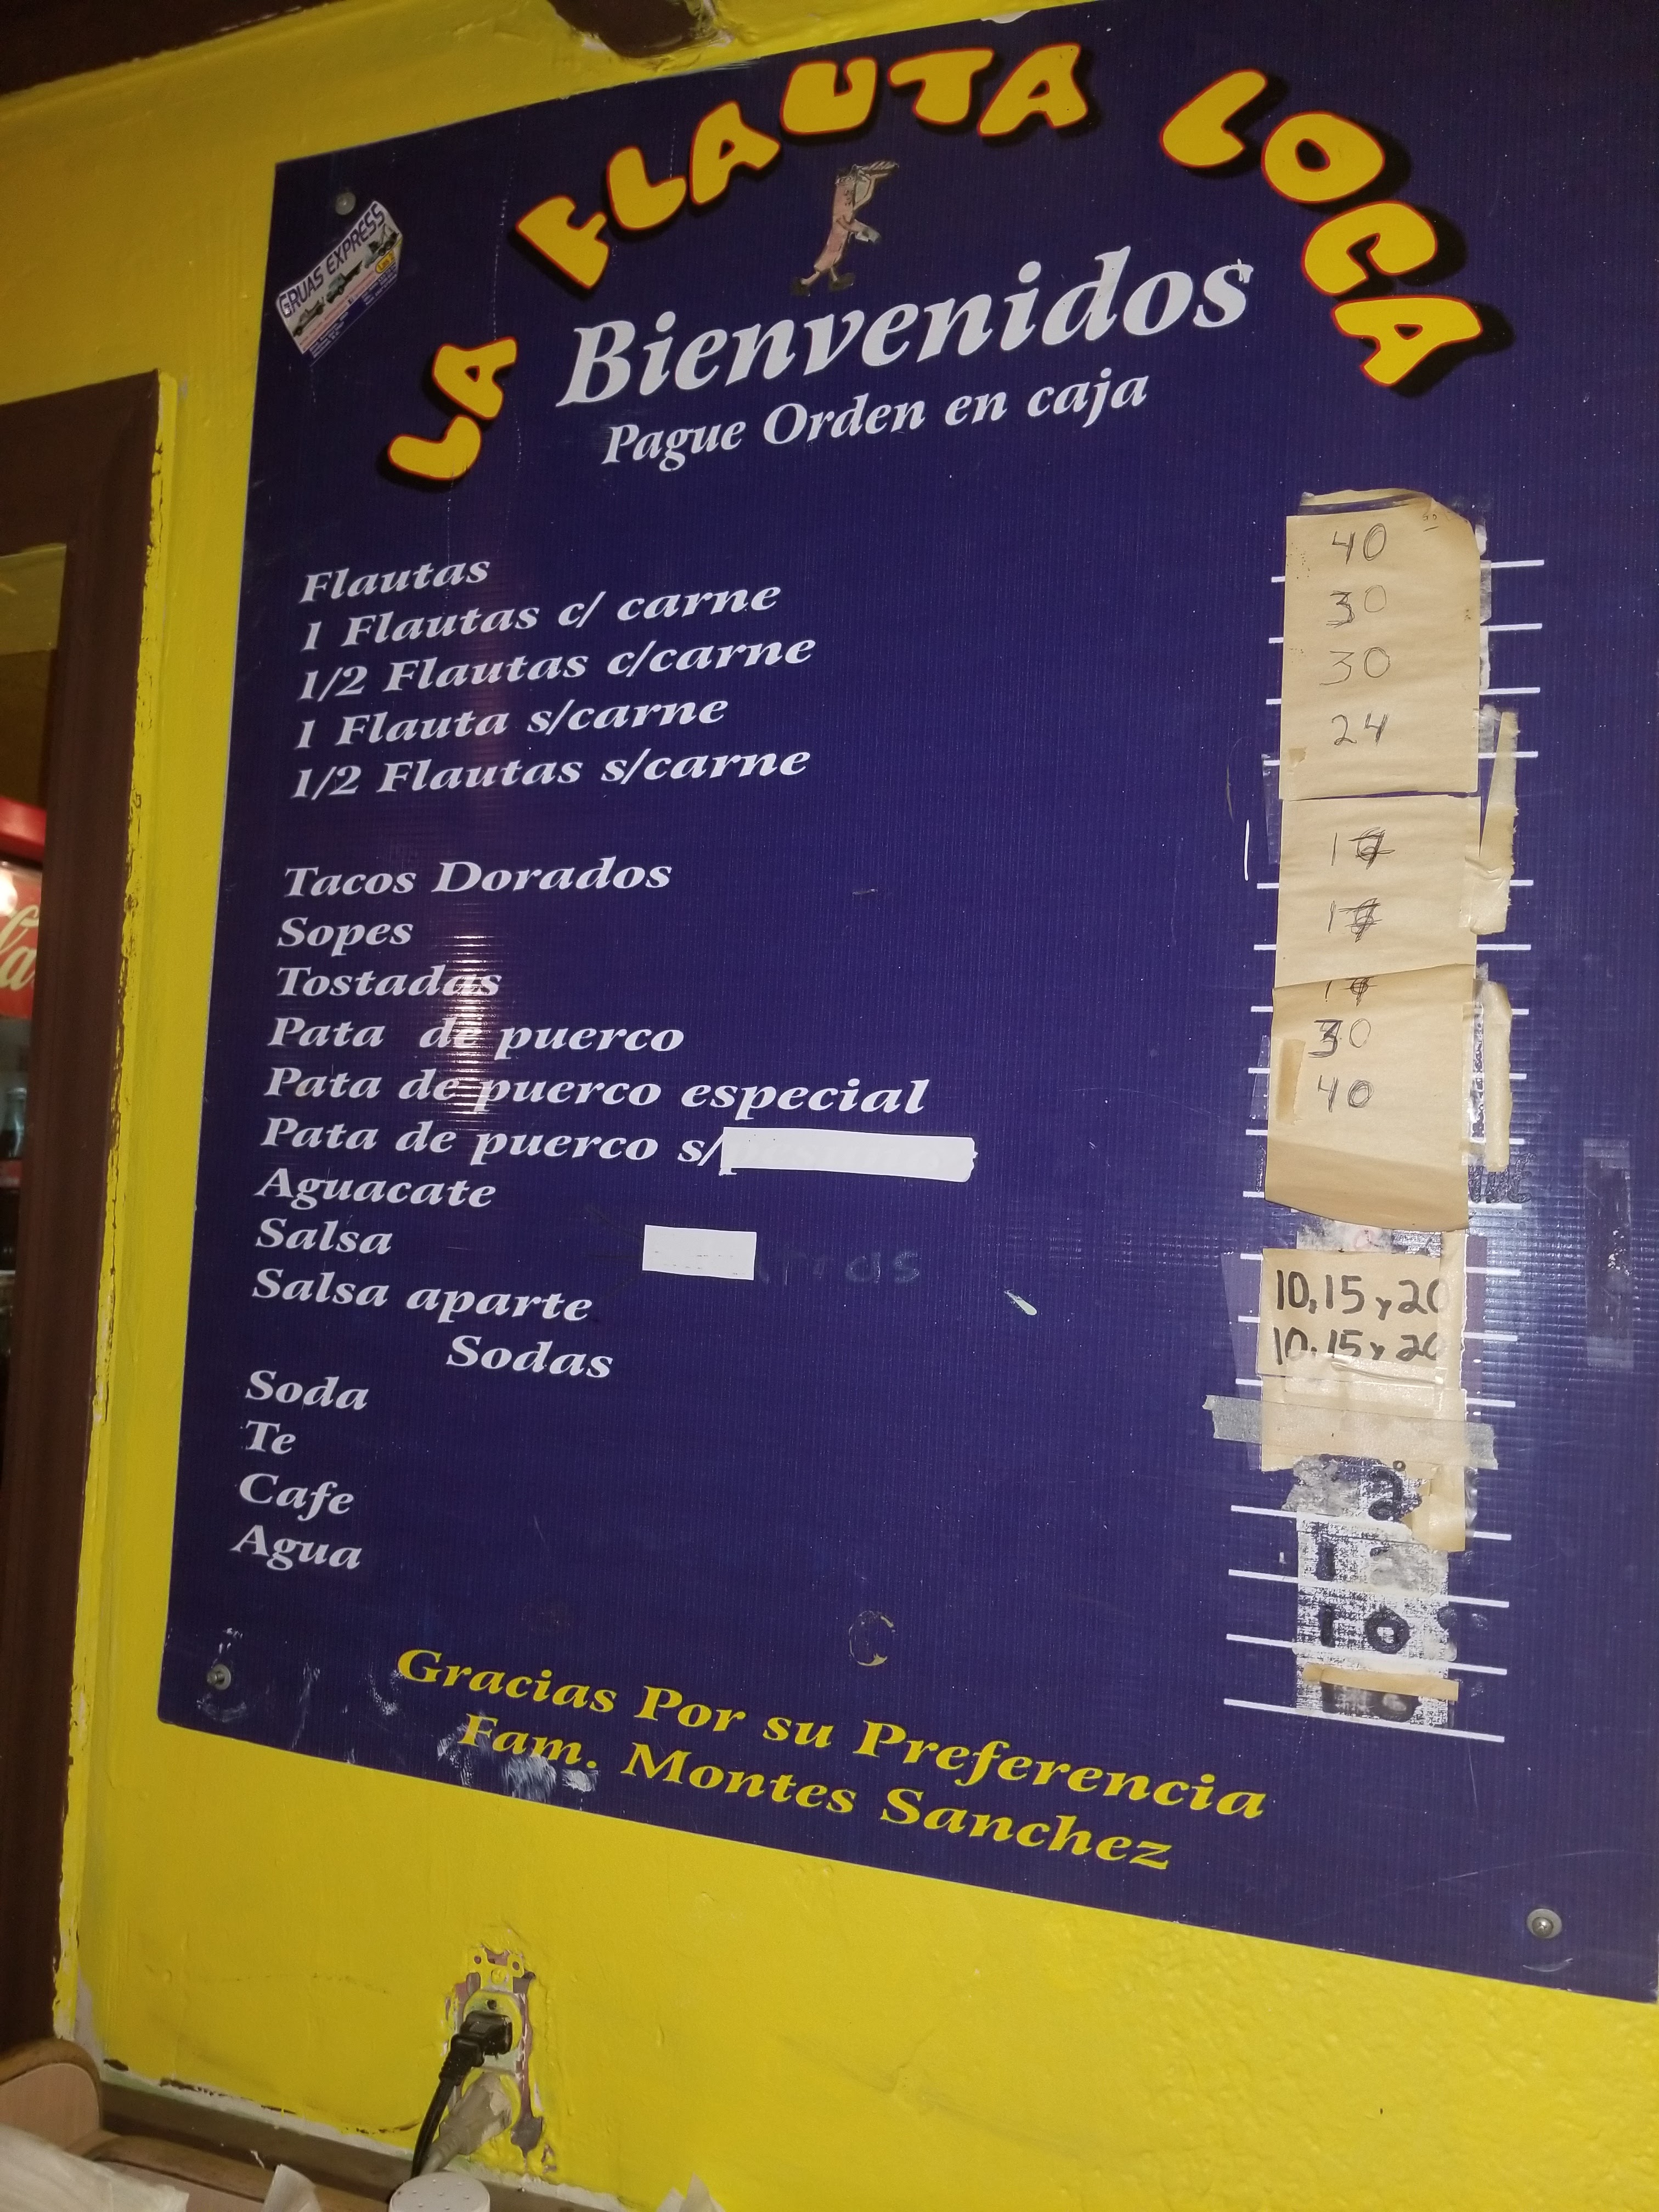 LA FLAUTA LOCA
GRUAS EXPRESS
Bienvenidos
Pague Orden en caja
Flautas
1 Flautas c/ carne 40
1/2 Flautas c/carne 30
1 Flauta s/carne 30
1/2 Flautas s/carne 24
Tacos Dorados
Sopes
Tostadas
Pata de puerco 30
Pata de puerco especial 40
Pata de puerco s/
Aguacate
Salsa 10,15 y 20
Salsa aparte 10,15 y 20
Sodas
Soda
Te
Cafe 10
Agua
Gracias Por su Preferencia
Fam. Montes Sanchez